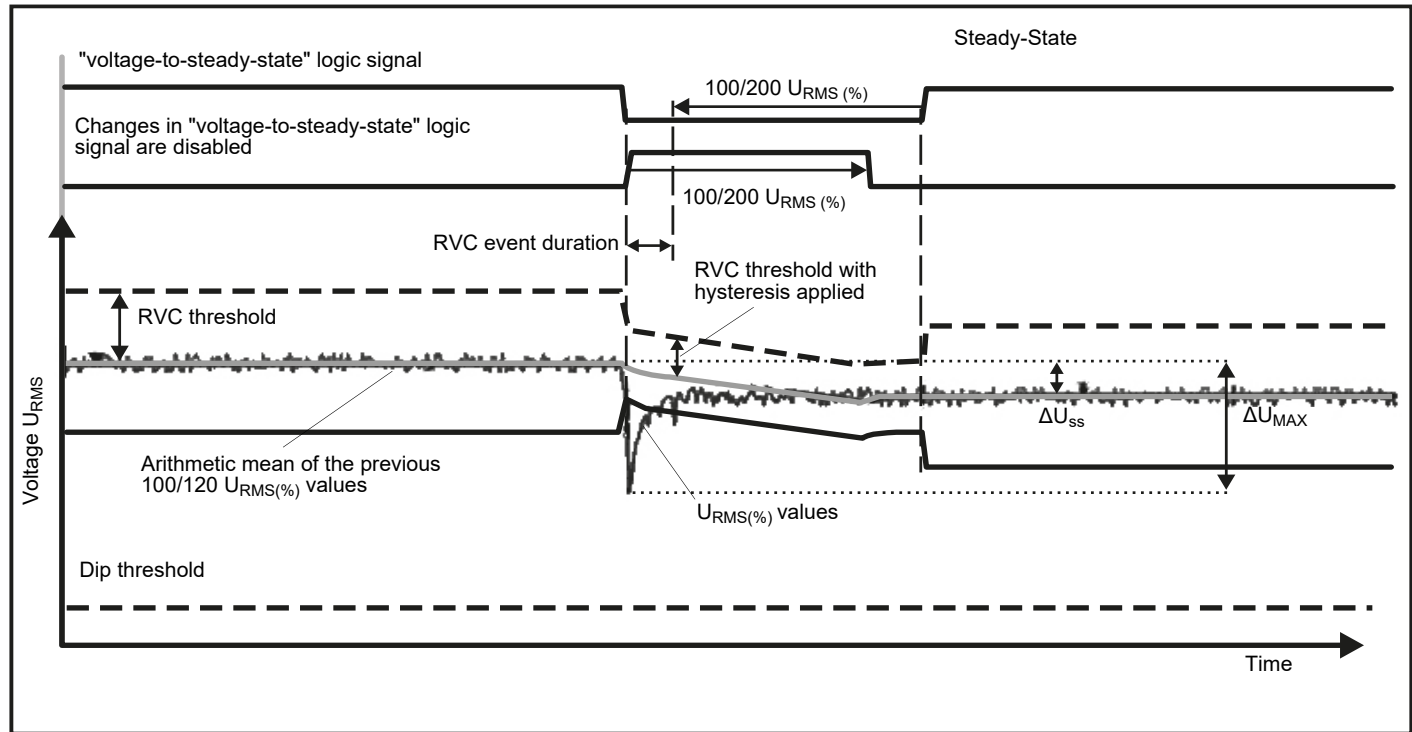 Steady-State
"voltage-to-steady-state" logic signal
100/200 URMS (%)
Changes in "voltage-to-steady-state" logic
signal are disabled
100/200 URMS (%)
RVC event duration
RVC threshold with
hysteresis applied
RVC threshold
ΔUss
ΔUMAX
Arithmetic mean of the previous
100/120 URMS(%) values
URMS(%) values
Voltage URMS
Dip threshold
Time